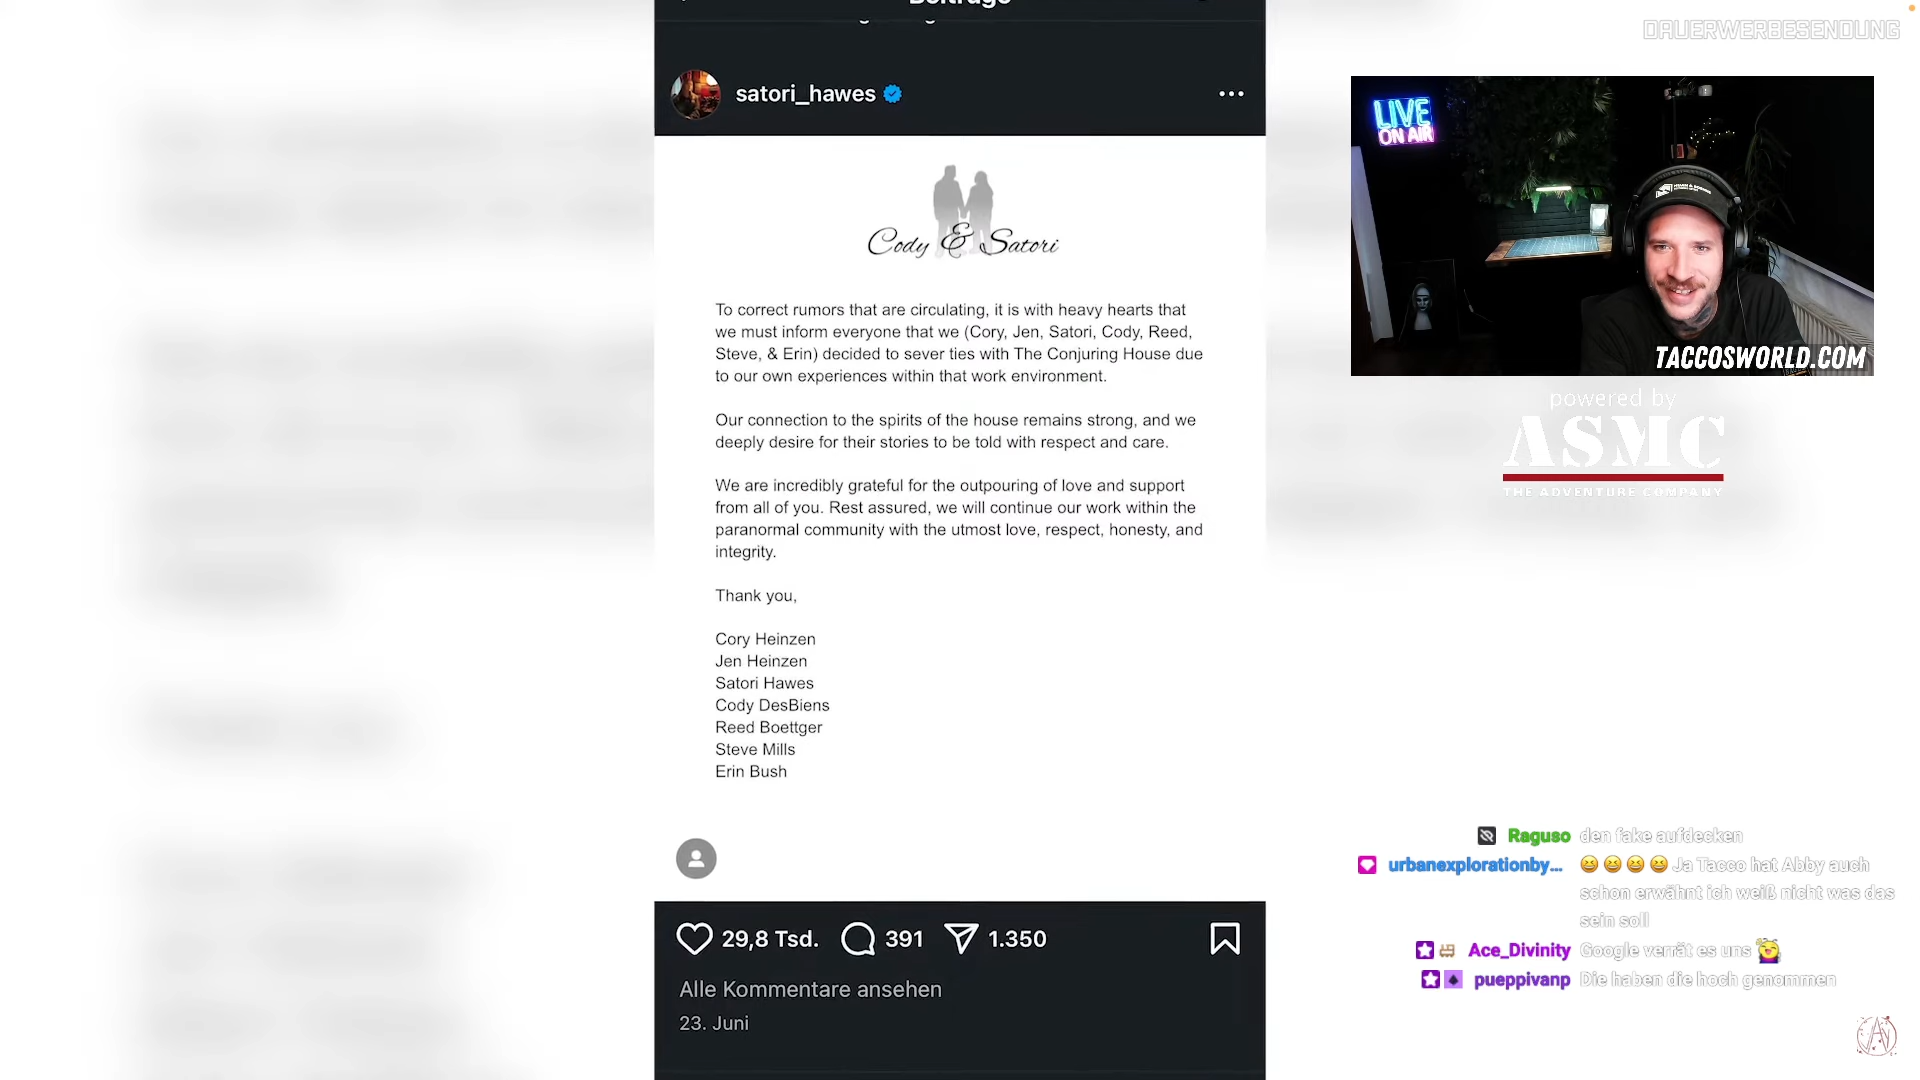 Beiträge
DAUERWERBESENDUNG
satori_hawes
LIVE
ON AIR
TACCOSWORLD.COM
powered by
ASMC
THE ADVENTURE COMPANY
Cody & Satori
To correct rumors that are circulating, it is with heavy hearts that
we must inform everyone that we (Cory, Jen, Satori, Cody, Reed,
Steve, & Erin) decided to sever ties with The Conjuring House due
to our own experiences within that work environment.
Our connection to the spirits of the house remains strong, and we
deeply desire for their stories to be told with respect and care.
We are incredibly grateful for the outpouring of love and support
from all of you. Rest assured, we will continue our work within the
paranormal community with the utmost love, respect, honesty, and
integrity.
Thank you,
Cory Heinzen
Jen Heinzen
Satori Hawes
Cody DesBiens
Reed Boettger
Steve Mills
Erin Bush
29,8 Tsd. 391 1.350
Alle Kommentare ansehen
23. Juni
Raguso den fake aufdecken
urbanexplorationby... 😆😆😆😆 Ja Tacco hat Abby auch
schon erwähnt ich weiß nicht was das
sein soll
Ace_Divinity Google verrät es uns
pueppivanp Die haben die hoch genommen